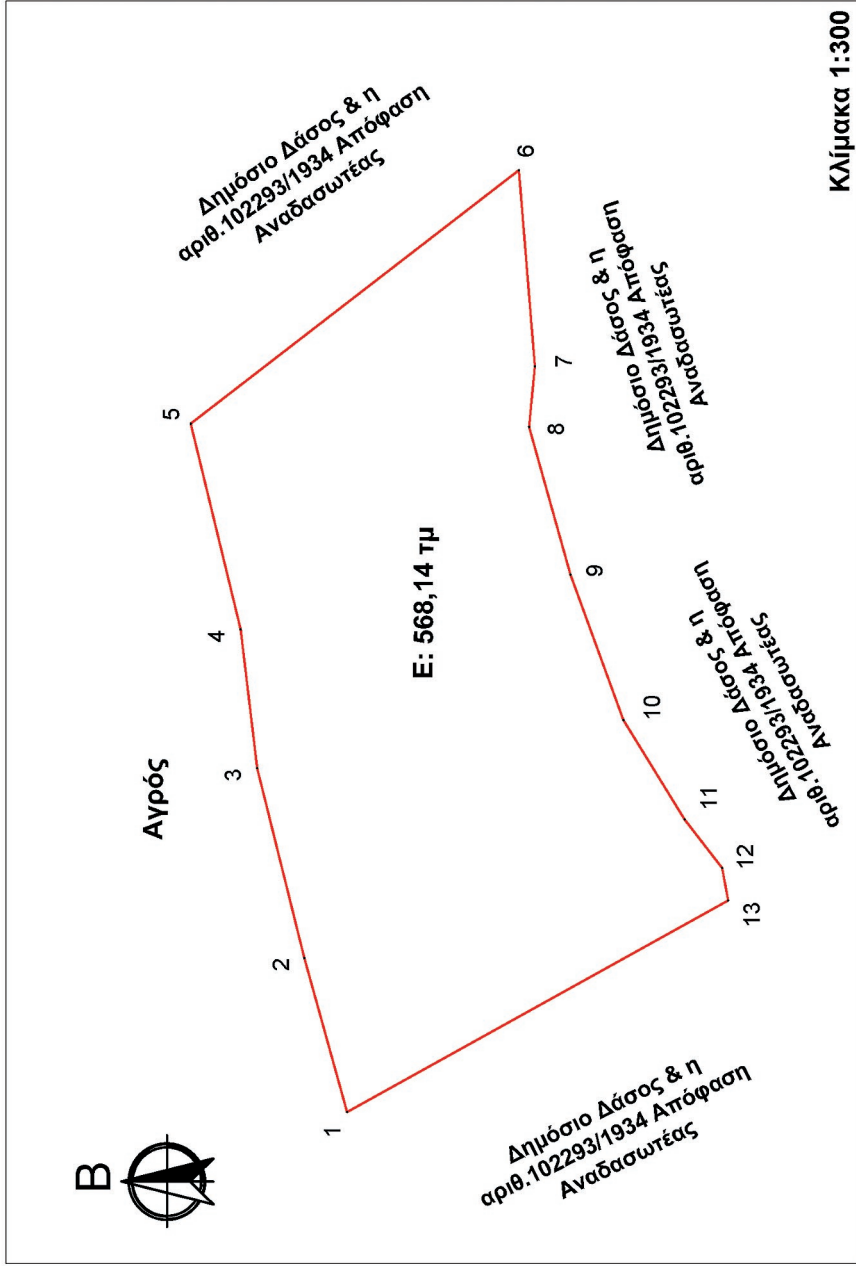 Β
Αγρός
Δημόσιο Δάσος & η
αριθ.102293/1934 Απόφαση
Αναδασωτέας
1
2
3
4
5
6
7
8
9
10
11
12
13
Ε: 568,14 τμ
Δημόσιο Δάσος & η
αριθ.102293/1934 Απόφαση
Αναδασωτέας
Δημόσιο Δάσος & η
αριθ.102293/1934 Απόφαση
Αναδασωτέας
Δημόσιο Δάσος & η
αριθ.102293/1934 Απόφαση
Αναδασωτέας
Κλίμακα 1:300